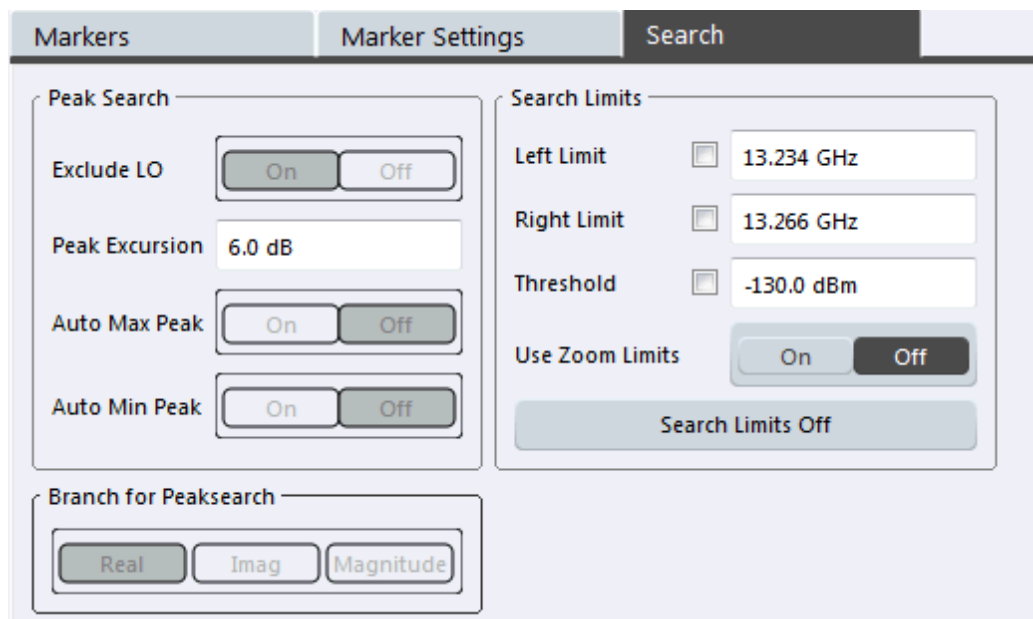 Markers Marker Settings Search
Peak Search
Exclude LO On Off
Peak Excursion 6.0 dB
Auto Max Peak On Off
Auto Min Peak On Off
Search Limits
Left Limit 13.234 GHz
Right Limit 13.266 GHz
Threshold -130.0 dBm
Use Zoom Limits On Off
Search Limits Off
Branch for Peaksearch
Real Imag Magnitude